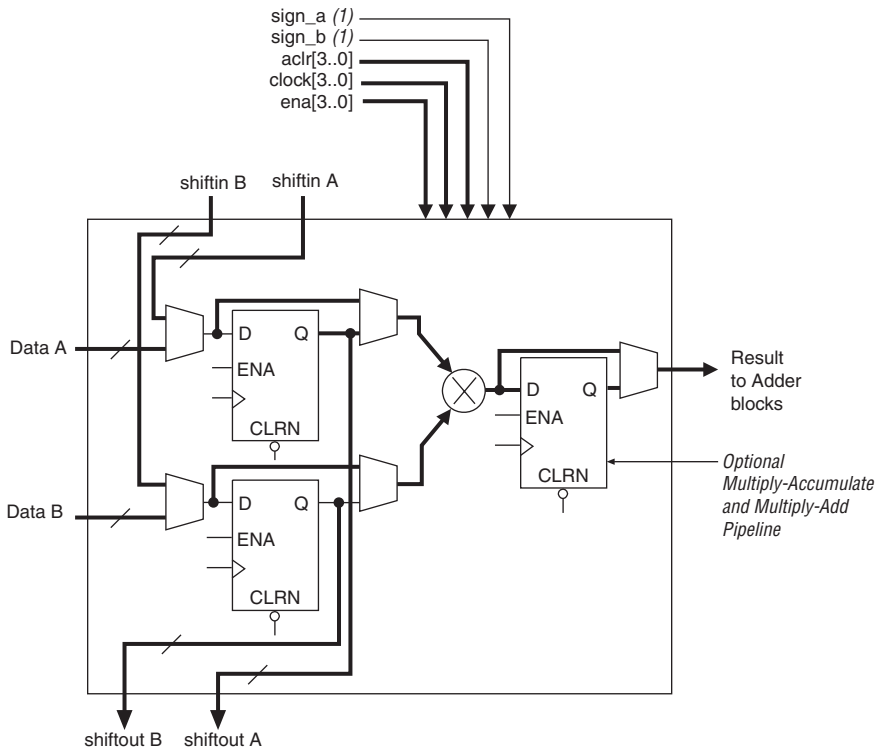 sign_a (1)
sign_b (1)
aclr[3..0]
clock[3..0]
ena[3..0]
shiftin B
shiftin A
Data A
D
Q
ENA
CLRN
Result
to Adder
blocks
D
Q
ENA
CLRN
Optional
Multiply-Accumulate
and Multiply-Add
Pipeline
Data B
D
Q
ENA
CLRN
shiftout B
shiftout A